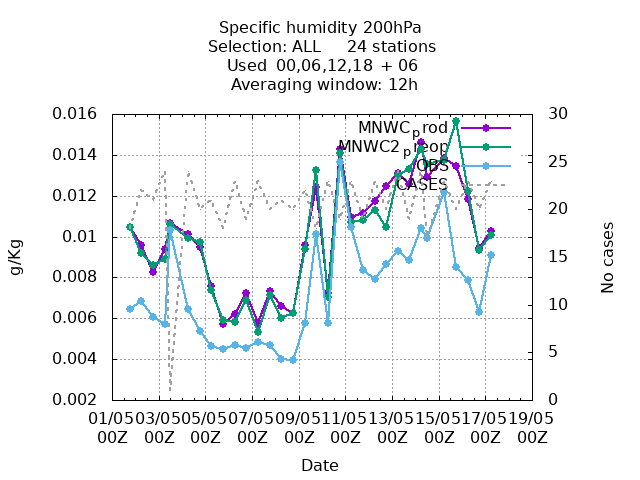 Specific humidity 200hPa
Selection: ALL 24 stations
Used 00,06,12,18 + 06
Averaging window: 12h
0.016
0.014
0.012
0.01
0.008
0.006
0.004
0.002
30
25
20
15
10
5
0
g/Kg
No cases
MNWCprod
MNWC2preop
OBS
CASES
01/05 03/05 05/05 07/05 09/05 11/05 13/05 15/05 17/05 19/05
00Z 00Z 00Z 00Z 00Z 00Z 00Z 00Z 00Z 00Z
Date